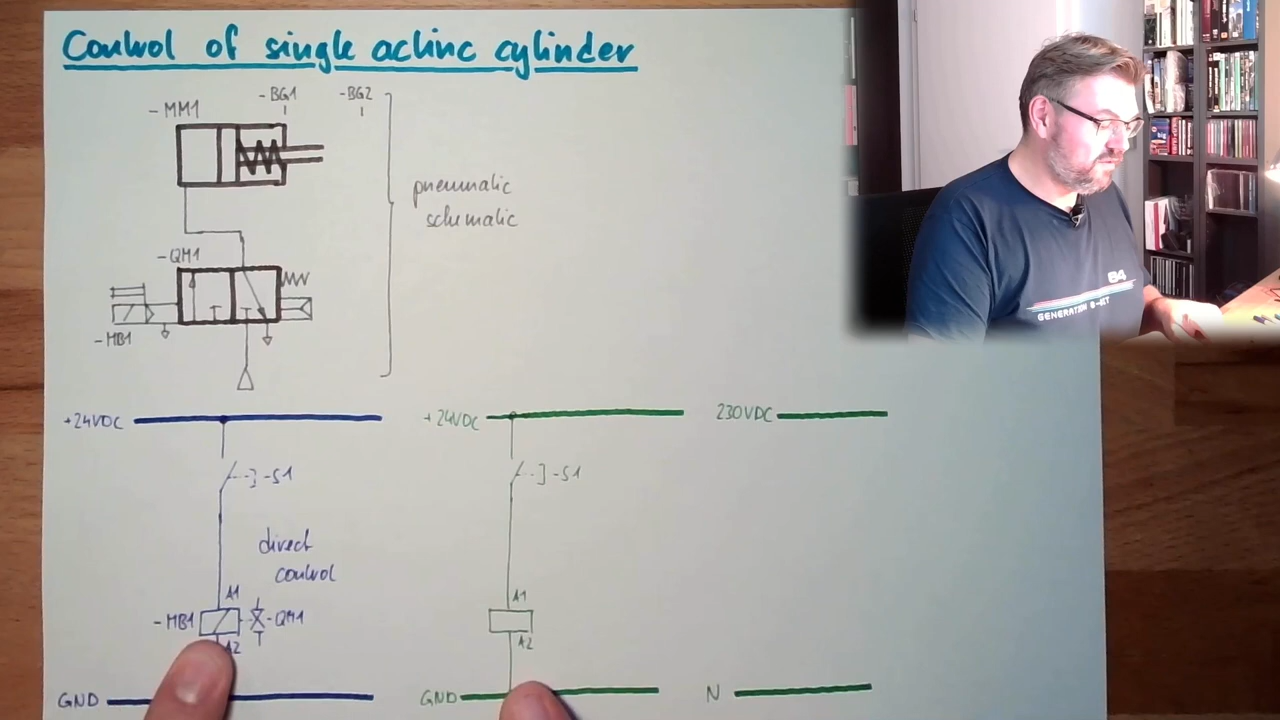 Control of single acting cylinder
-MM1
-BG1
-BG2
pneumatic
schematic
-QM1
-MB1
+24VDC
+24VDC
230VDC
-S1
-S1
direct
control
A1
A1
-MB1
-QM1
A2
A2
GND
GND
N
64
GENERATION 8-BIT